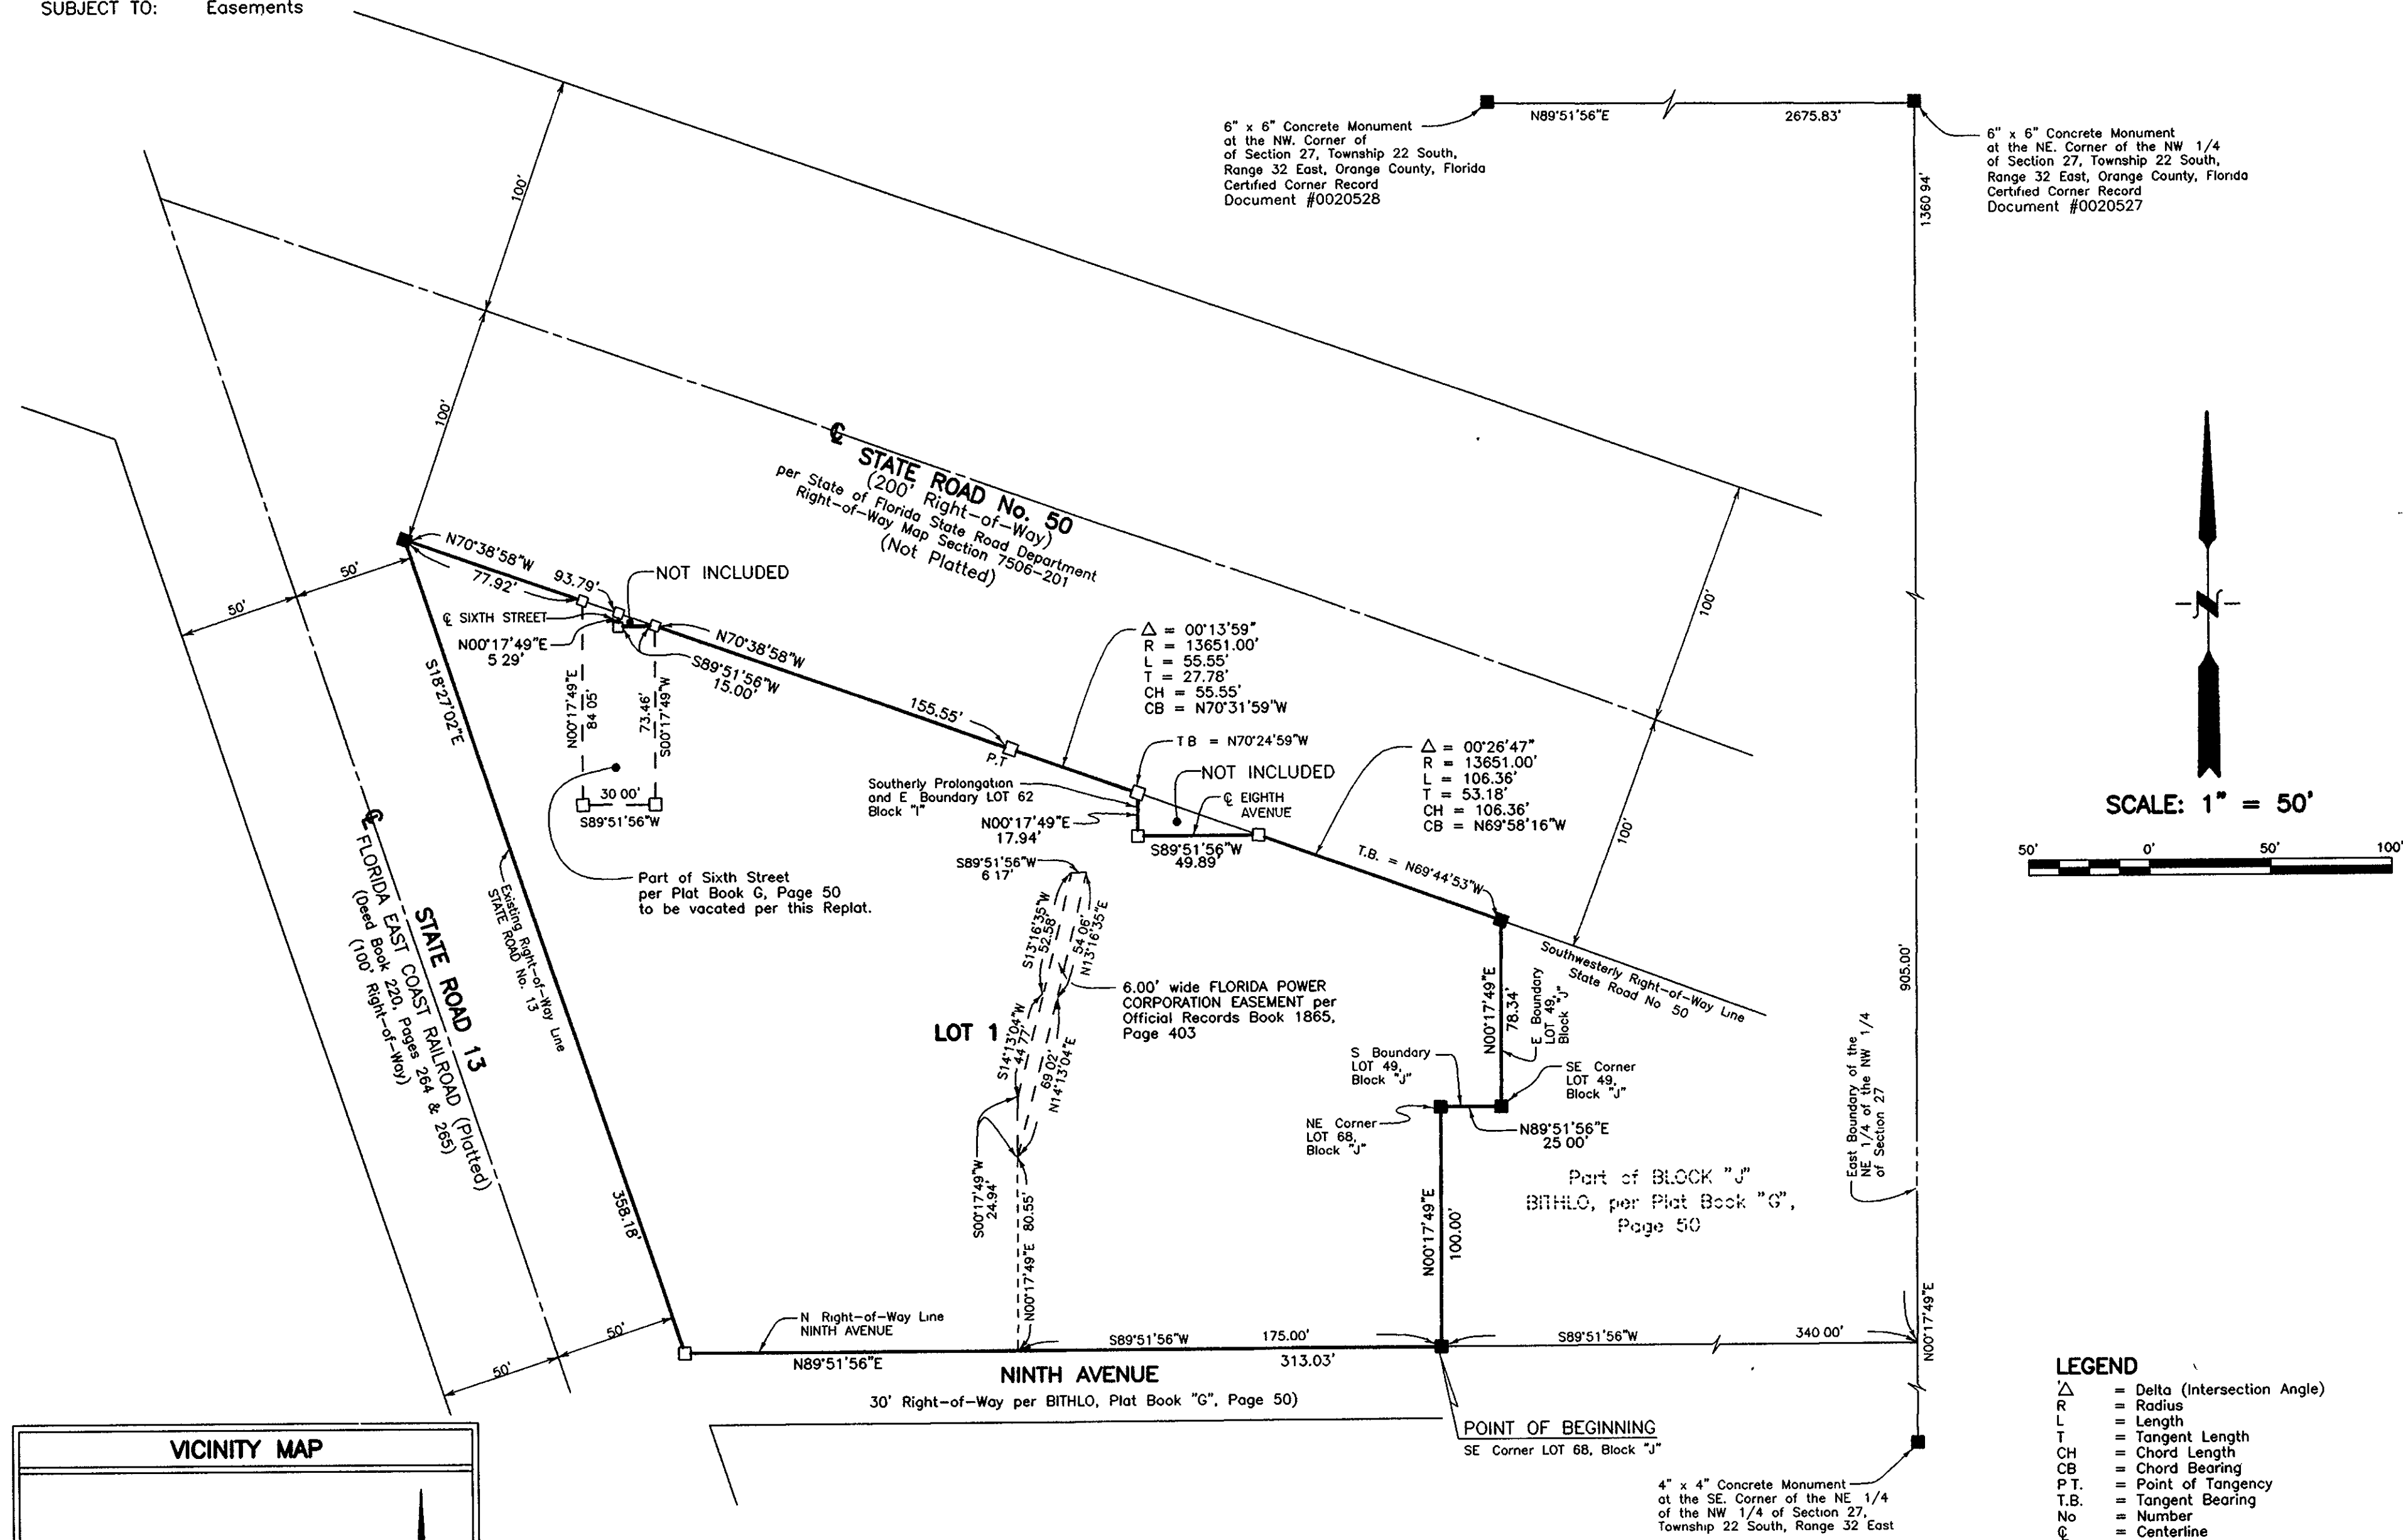 SUBJECT TO: Easements
N89°51'56"E
2675.83'
6" x 6" Concrete Monument
at the NW. Corner of
of Section 27, Township 22 South,
Range 32 East, Orange County, Florida
Certified Corner Record
Document #0020528
6" x 6" Concrete Monument
at the NE. Corner of the NW 1/4
of Section 27, Township 22 South,
Range 32 East, Orange County, Florida
Certified Corner Record
Document #0020527
1360 94'
100'
100'
℄
STATE ROAD No. 50
(200' Right-of-Way)
per State of Florida State Road Department
Right-of-Way Map Section 7506-201
(Not Platted)
N70°38'58"W
77.92'
93.79'
NOT INCLUDED
50'
50'
℄ SIXTH STREET
N00°17'49"E
5 29'
N70°38'58"W
S89°51'56"W
15.00'
155.55'
P.T
△ = 00°13'59"
R = 13651.00'
L = 55.55'
T = 27.78'
CH = 55.55'
CB = N70°31'59"W
T B = N70°24'59"W
100'
100'
N00°17'49"E
84 05'
73.46'
S00°17'49"W
30 00'
S89°51'56"W
S18°27'02"E
Southerly Prolongation
and E Boundary LOT 62
Block "I"
NOT INCLUDED
℄ EIGHTH
AVENUE
N00°17'49"E
17.94'
S89°51'56"W
49.89'
△ = 00°26'47"
R = 13651.00'
L = 106.36'
T = 53.18'
CH = 106.36'
CB = N69°58'16"W
T.B. = N69°44'53"W
SCALE: 1" = 50'
50' 0' 50' 100'
Part of Sixth Street
per Plat Book G, Page 50
to be vacated per this Replat.
S89°51'56"W
6 17'
S13°16'35"W
52.58'
54 06'
N13°16'35"E
6.00' wide FLORIDA POWER
CORPORATION EASEMENT per
Official Records Book 1865,
Page 403
LOT 1
S14°13'04"W
44.77'
69 02'
N14°13'04"E
S00°17'49"W
24.94'
N00°17'49"E 80.55'
℄
STATE ROAD 13
FLORIDA EAST COAST RAILROAD (Platted)
(Deed Book 220, Pages 264 & 265)
(100' Right-of-Way)
Existing Right-of-Way Line
STATE ROAD No. 13
358.18'
Southwesterly Right-of-Way Line
State Road No 50
N00°17'49"E
78.34'
E Boundary
LOT 49,
Block "J"
S Boundary
LOT 49,
Block "J"
SE Corner
LOT 49,
Block "J"
NE Corner
LOT 68,
Block "J"
N89°51'56"E
25 00'
N00°17'49"E
100.00'
Part of BLOCK "J"
BITHLO, per Plat Book "G",
Page 50
905.00'
East Boundary of the
NE 1/4 of the NW 1/4
of Section 27
N00°17'49"E
50'
50'
N Right-of-Way Line
NINTH AVENUE
N89°51'56"E
S89°51'56"W
175.00'
313.03'
S89°51'56"W
340 00'
NINTH AVENUE
30' Right-of-Way per BITHLO, Plat Book "G", Page 50)
POINT OF BEGINNING
SE Corner LOT 68, Block "J"
4" x 4" Concrete Monument
at the SE. Corner of the NE 1/4
of the NW 1/4 of Section 27,
Township 22 South, Range 32 East
VICINITY MAP
LEGEND
△ = Delta (Intersection Angle)
R = Radius
L = Length
T = Tangent Length
CH = Chord Length
CB = Chord Bearing
P T. = Point of Tangency
T.B. = Tangent Bearing
No = Number
℄ = Centerline